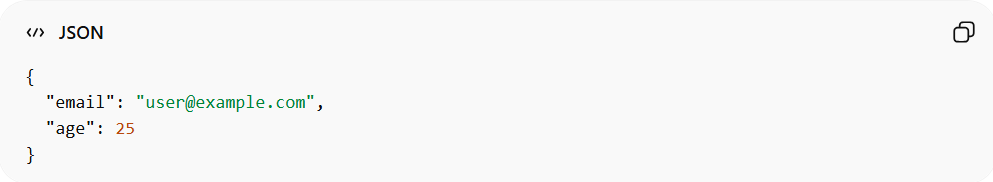 JSON
{
  "email": "user@example.com",
  "age": 25
}